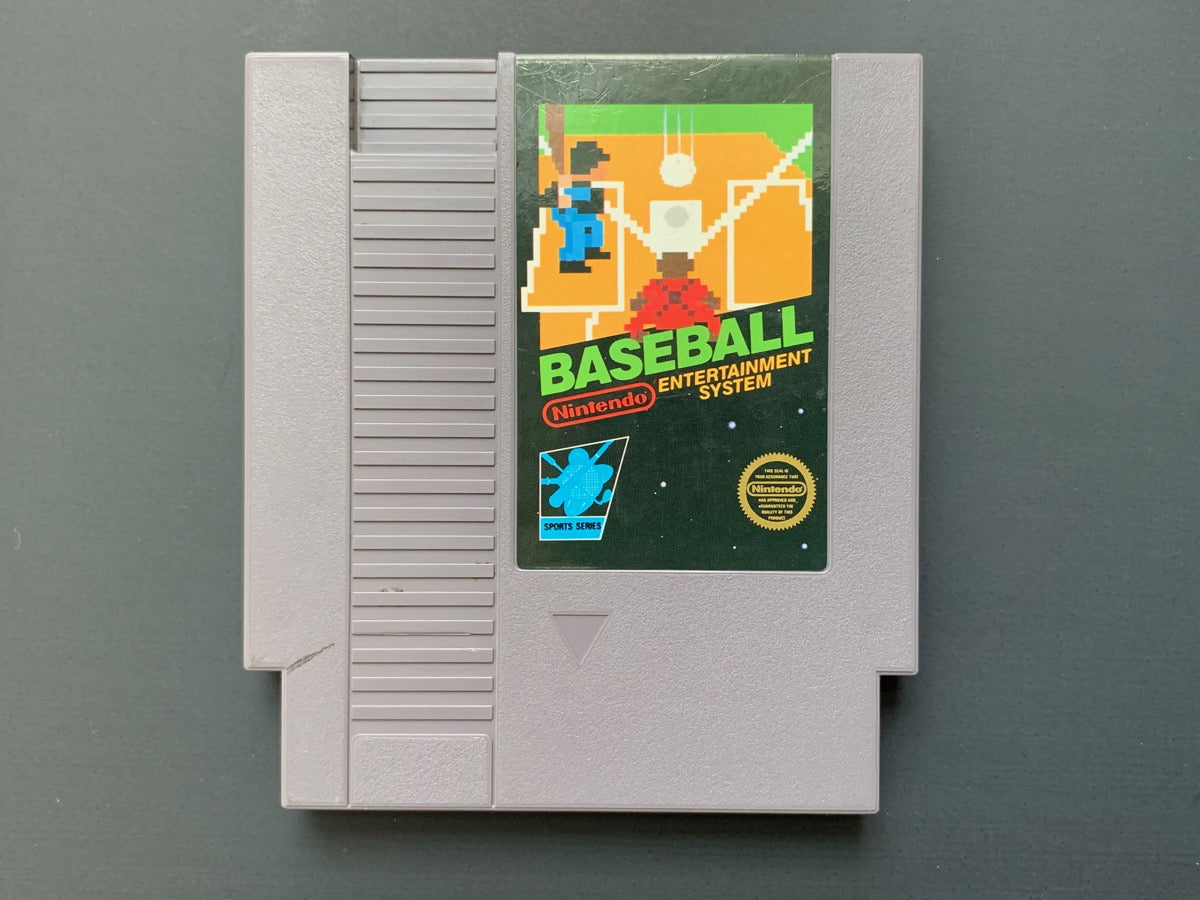 BASEBALL
Nintendo®
ENTERTAINMENT
SYSTEM
SPORTS SERIES
THIS SEAL IS
YOUR ASSURANCE THAT
Nintendo
HAS APPROVED AND
GUARANTEED THE
QUALITY OF THIS
PRODUCT